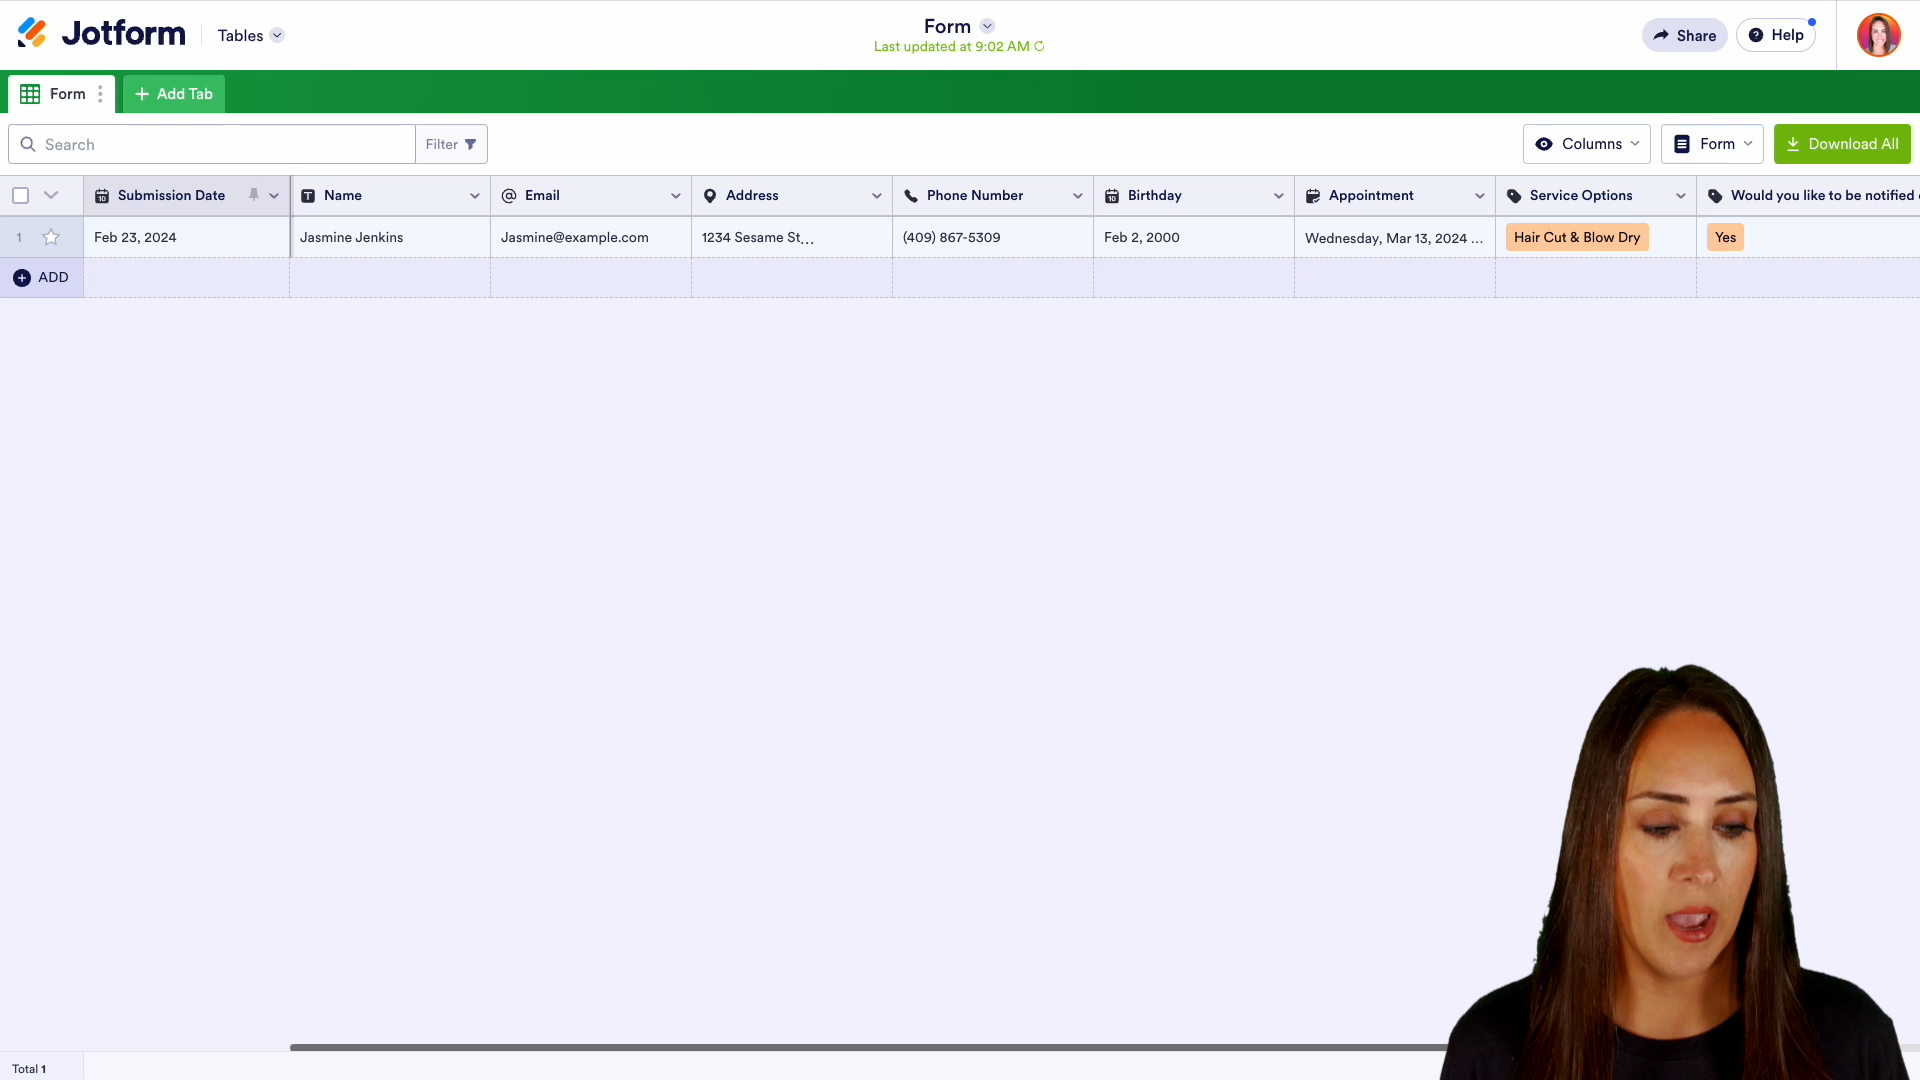 Jotform
Tables
Form
Last updated at 9:02 AM
Share
Help
Form
Add Tab
Search
Filter
Columns
Form
Download All
Submission Date Name Email Address Phone Number Birthday Appointment Service Options Would you like to be notified
1 Feb 23, 2024 Jasmine Jenkins Jasmine@example.com 1234 Sesame St... (409) 867-5309 Feb 2, 2000 Wednesday, Mar 13, 2024 ... Hair Cut & Blow Dry Yes
ADD
Total 1